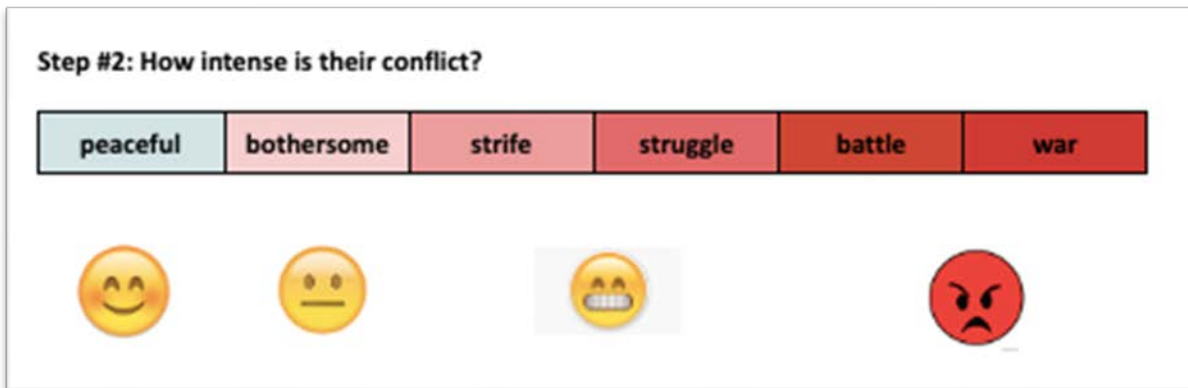 Step #2: How intense is their conflict?
peaceful bothersome strife struggle battle war